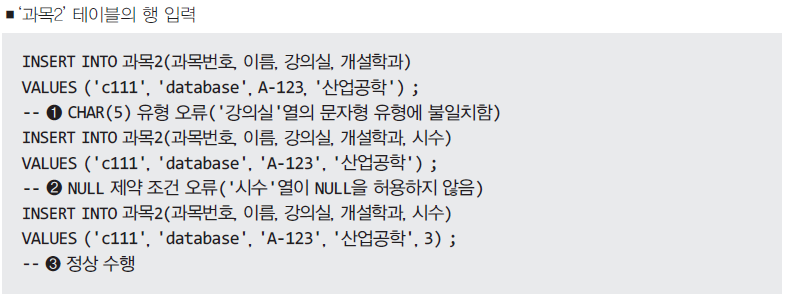 ■ ‘과목2’ 테이블의 행 입력
INSERT INTO 과목2(과목번호, 이름, 강의실, 개설학과)
VALUES ('c111', 'database', A-123, '산업공학') ;
-- ❶ CHAR(5) 유형 오류('강의실'열의 문자형 유형에 불일치함)
INSERT INTO 과목2(과목번호, 이름, 강의실, 개설학과, 시수)
VALUES ('c111', 'database', 'A-123', '산업공학') ;
-- ❷ NULL 제약 조건 오류('시수'열이 NULL을 허용하지 않음)
INSERT INTO 과목2(과목번호, 이름, 강의실, 개설학과, 시수)
VALUES ('c111', 'database', 'A-123', '산업공학', 3) ;
-- ❸ 정상 수행